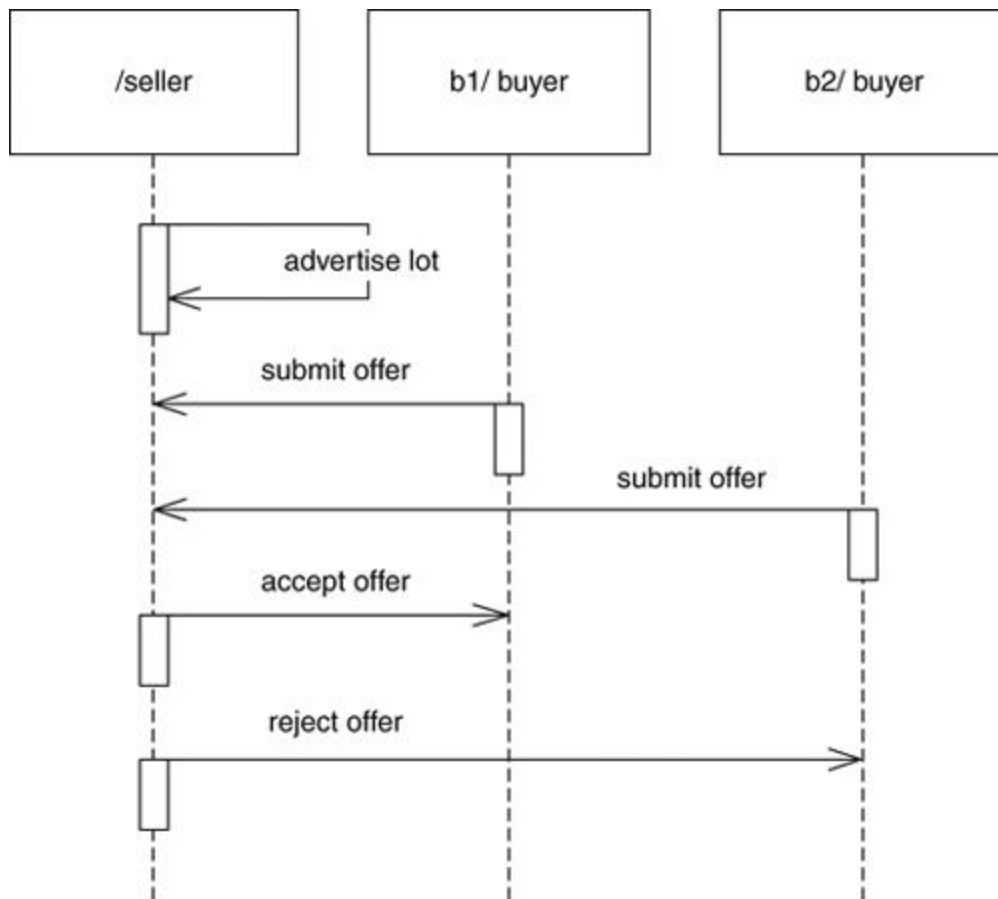 /seller
b1/ buyer
b2/ buyer
advertise lot
submit offer
submit offer
accept offer
reject offer